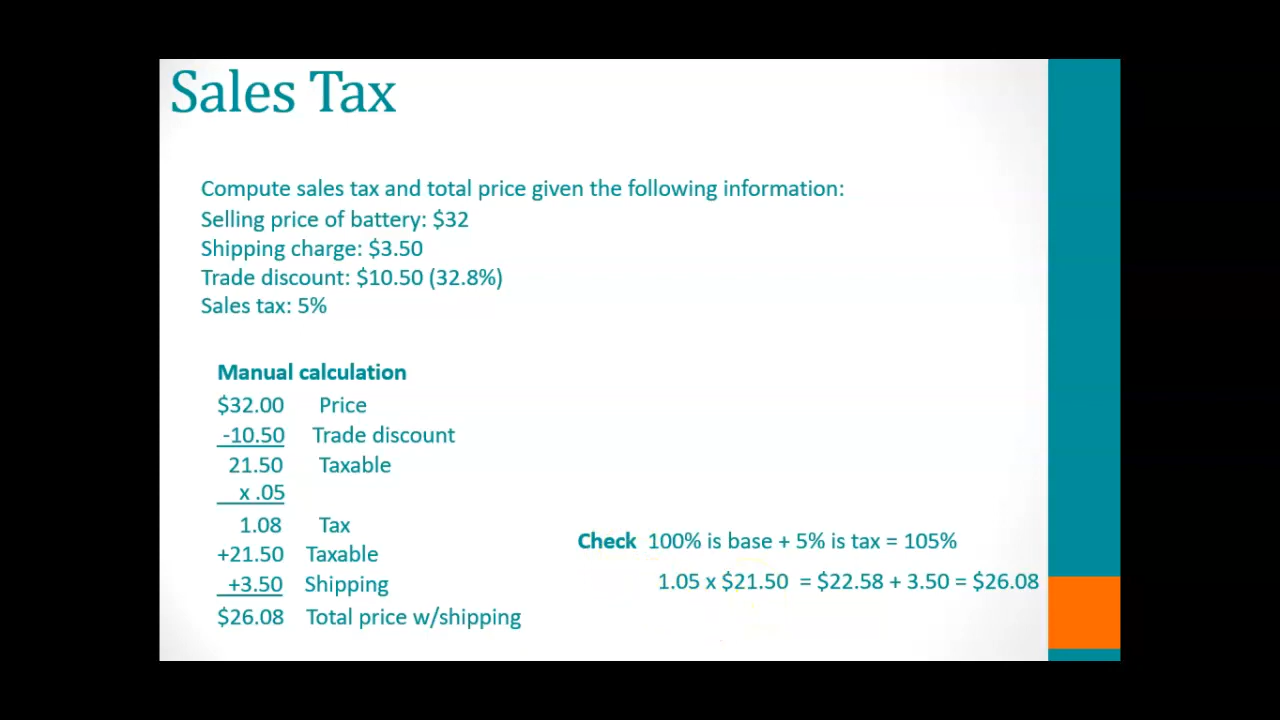 Sales Tax
Compute sales tax and total price given the following information:
Selling price of battery: $32
Shipping charge: $3.50
Trade discount: $10.50 (32.8%)
Sales tax: 5%
Manual calculation
$32.00 Price
-10.50 Trade discount
21.50 Taxable
x .05
1.08 Tax
+21.50 Taxable
+3.50 Shipping
$26.08 Total price w/shipping
Check 100% is base + 5% is tax = 105%
1.05 x $21.50 = $22.58 + 3.50 = $26.08